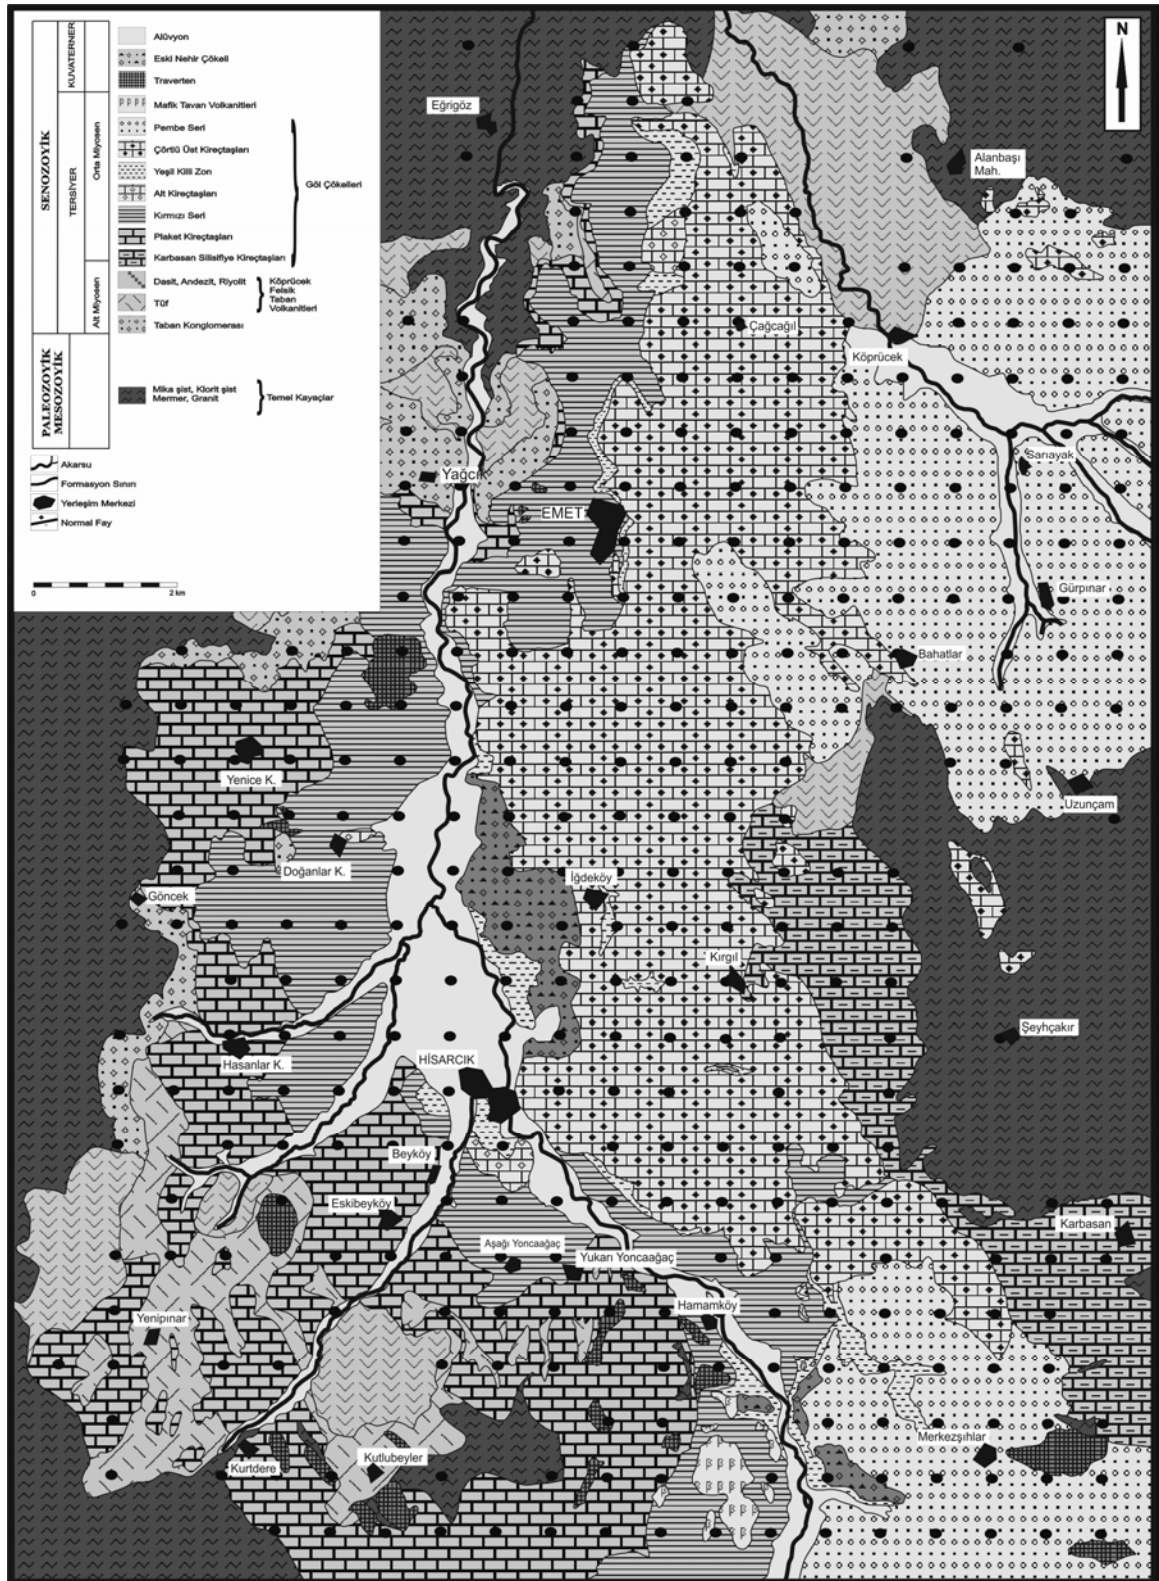 SENOZOYİK
KUVATERNER
TERSİYER
Orta Miyosen
Alt Miyosen
PALEOZOYİK
MESOZOYİK
Alüvyon
Eski Nehir Çökeli
Traverten
Mafik Tavan Volkanitleri
Pembe Seri
Çörtlü Üst Kireçtaşları
Yeşil Killi Zon
Alt Kireçtaşları
Kırmızı Seri
Plaket Kireçtaşları
Karbasan Silisifiye Kireçtaşları
Göl Çökelleri
Dasit, Andezit, Riyolit
Tüf
Köprücek
Felsik
Taban
Volkanitleri
Taban Konglomerası
Mika şist, Klorit şist
Mermer, Granit
Temel Kayaçlar
Akarsu
Formasyon Sınırı
Yerleşim Merkezi
Normal Fay
0 2 km
N
Eğrigöz
Alanbaşı
Mah.
Çağcağıl
Köprücek
Sarıayak
Yağcık
EMET
Gürpınar
Bahatlar
Yenice K.
Uzunçam
Doğanlar K.
İğdeköy
Göncek
Kırgıl
Şeyhçakır
HİSARCIK
Hasanlar K.
Beyköy
Eskibeyköy
Karbasan
Aşağı Yoncaağaç
Yukarı Yoncaağaç
Hamamköy
Yenipınar
Merkezşıhlar
Kutlubeyler
Kurtdere